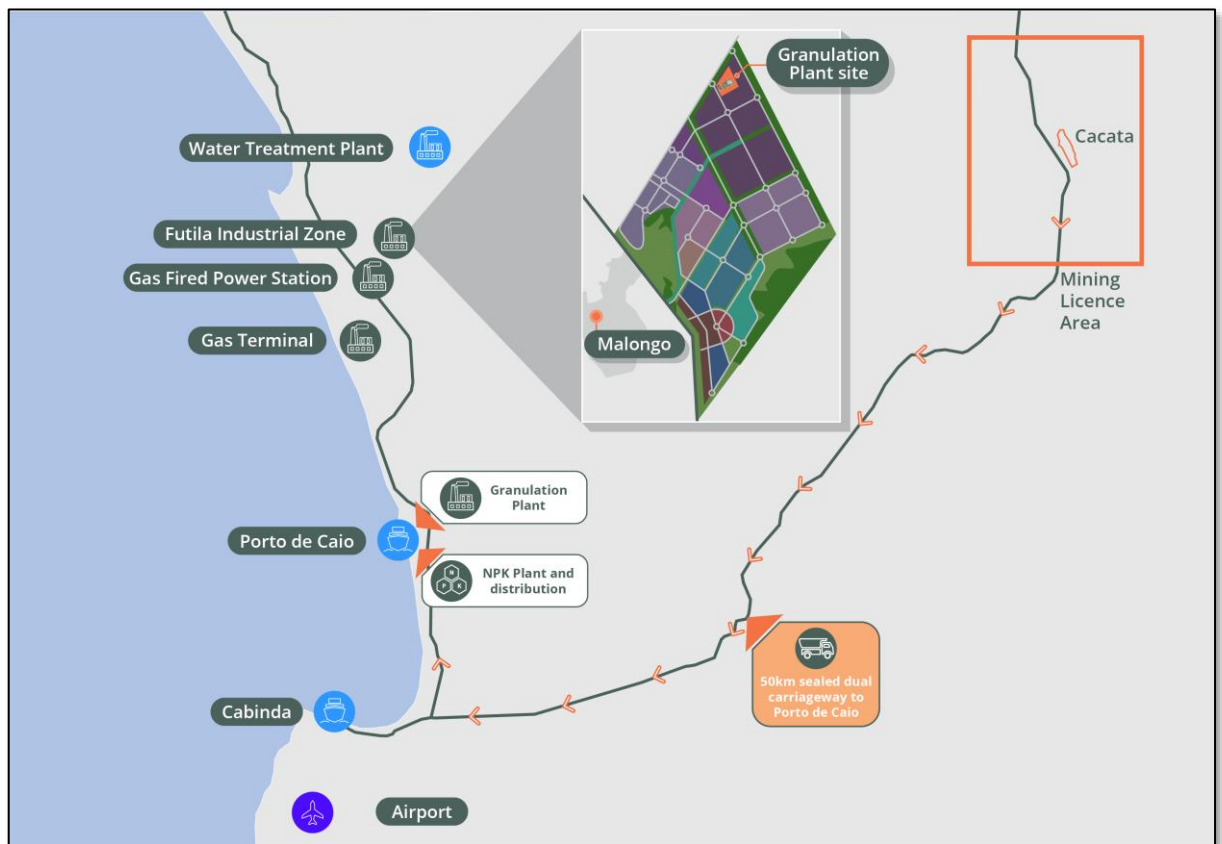 Granulation
Plant site
Cacata
Water Treatment Plant
Futila Industrial Zone
Gas Fired Power Station
Mining
Licence
Area
Gas Terminal
Malongo
Granulation
Plant
Porto de Caio
N
P
K
NPK Plant and
distribution
50km sealed dual
carriageway to
Porto de Caio
Cabinda
Airport